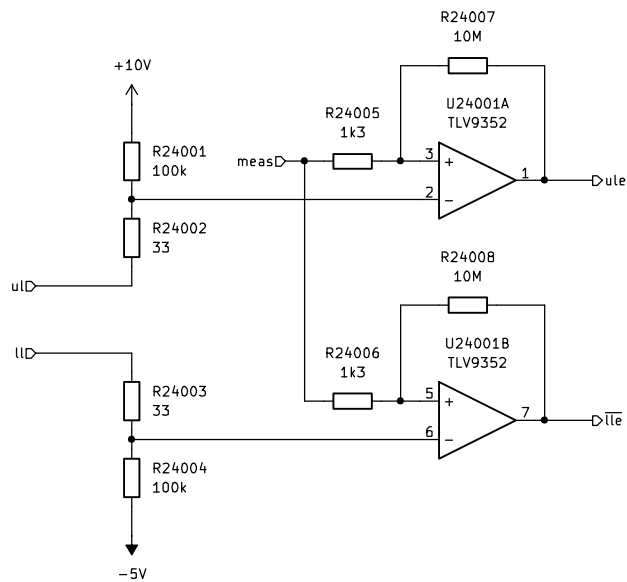 R24007
10M
+10V
U24001A
TLV9352
R24005
1k3
R24001
100k
meas
3
+
1
ule
2
−
R24002
33
ul
R24008
10M
ll
U24001B
TLV9352
R24006
1k3
R24003
33
5
+
7
lle
6
−
R24004
100k
−5V